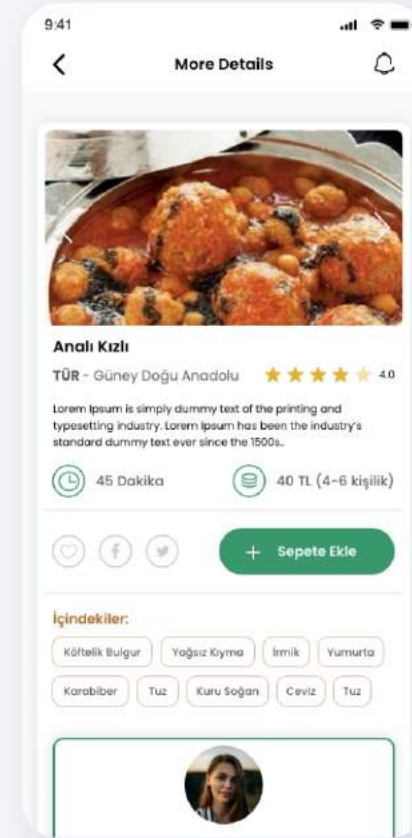 9:41
More Details
Analı Kızlı
TÜR - Güney Doğu Anadolu 4.0
Lorem Ipsum is simply dummy text of the printing and
typesetting industry. Lorem Ipsum has been the industry's
standard dummy text ever since the 1500s..
45 Dakika 40 TL (4-6 kişilik)
+ Sepete Ekle
İçindekiler:
Köftelik Bulgur Yağsız Kıyma İrmik Yumurta
Karabiber Tuz Kuru Soğan Ceviz Tuz